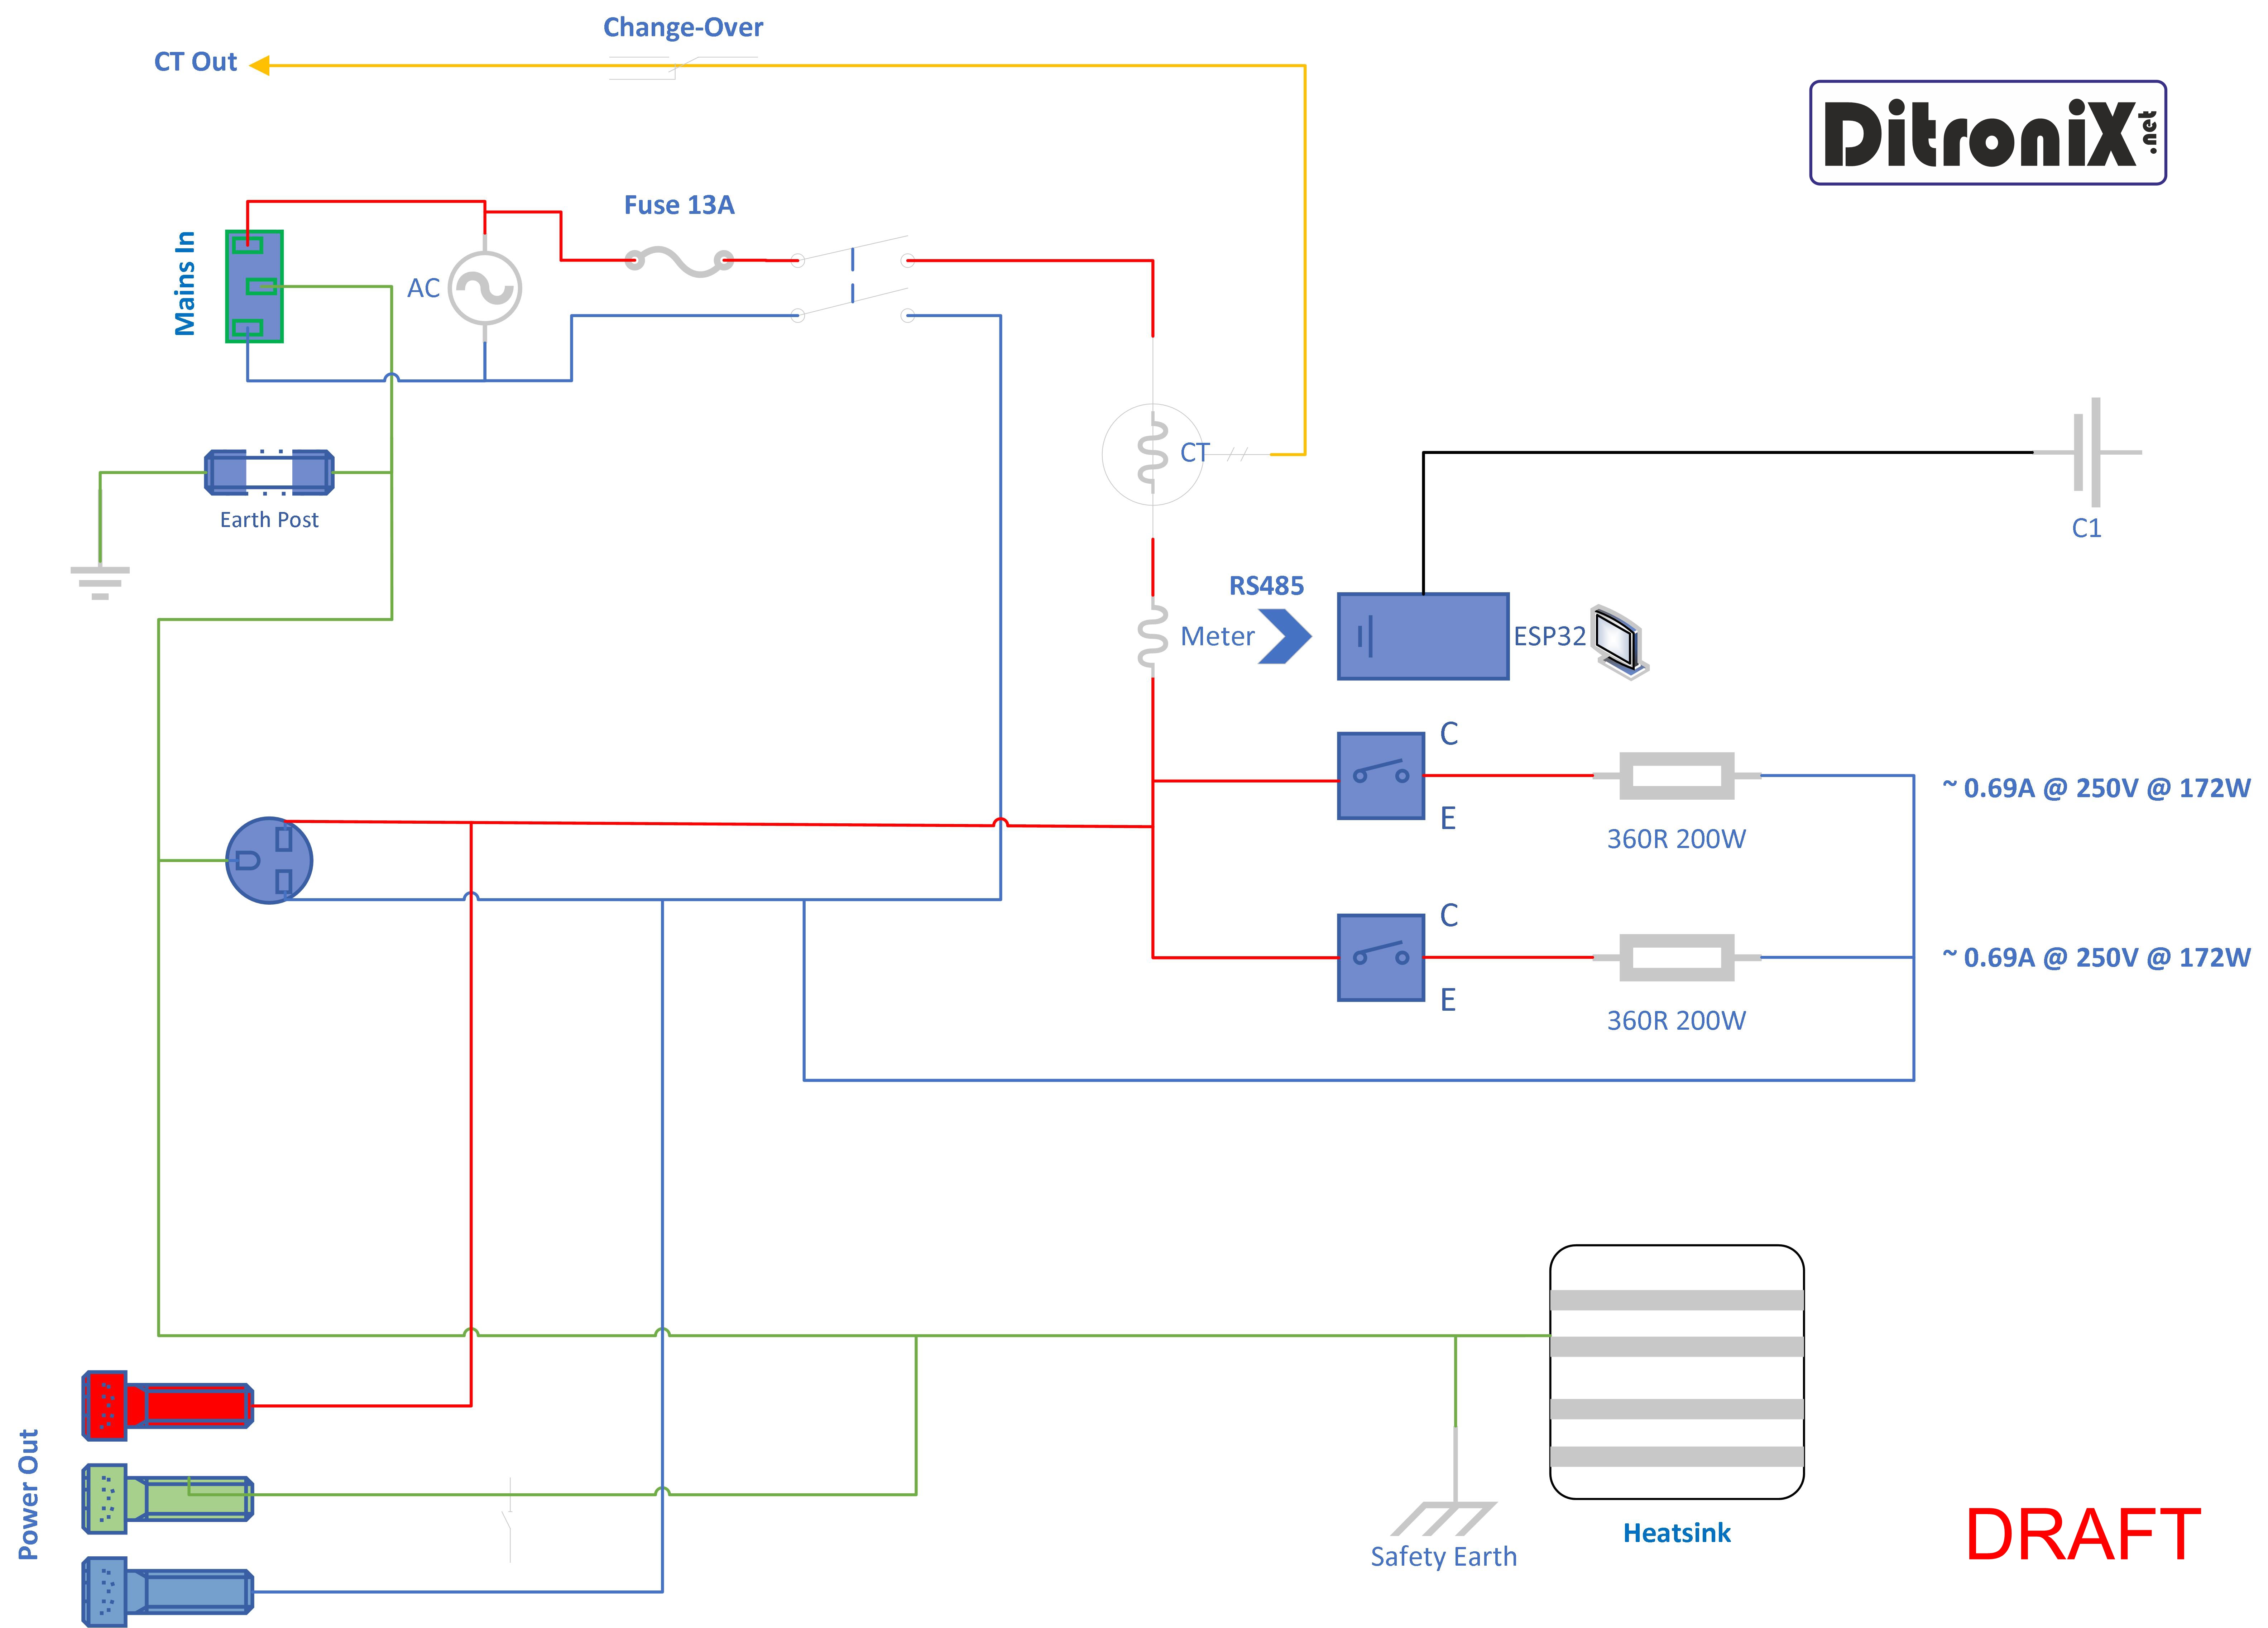 Change-Over
CT Out
DitroniX
.net
Fuse 13A
Mains In
AC
CT
Earth Post
C1
RS485
Meter
ESP32
C
E
~ 0.69A @ 250V @ 172W
360R 200W
C
E
~ 0.69A @ 250V @ 172W
360R 200W
Power Out
Safety Earth
Heatsink
DRAFT